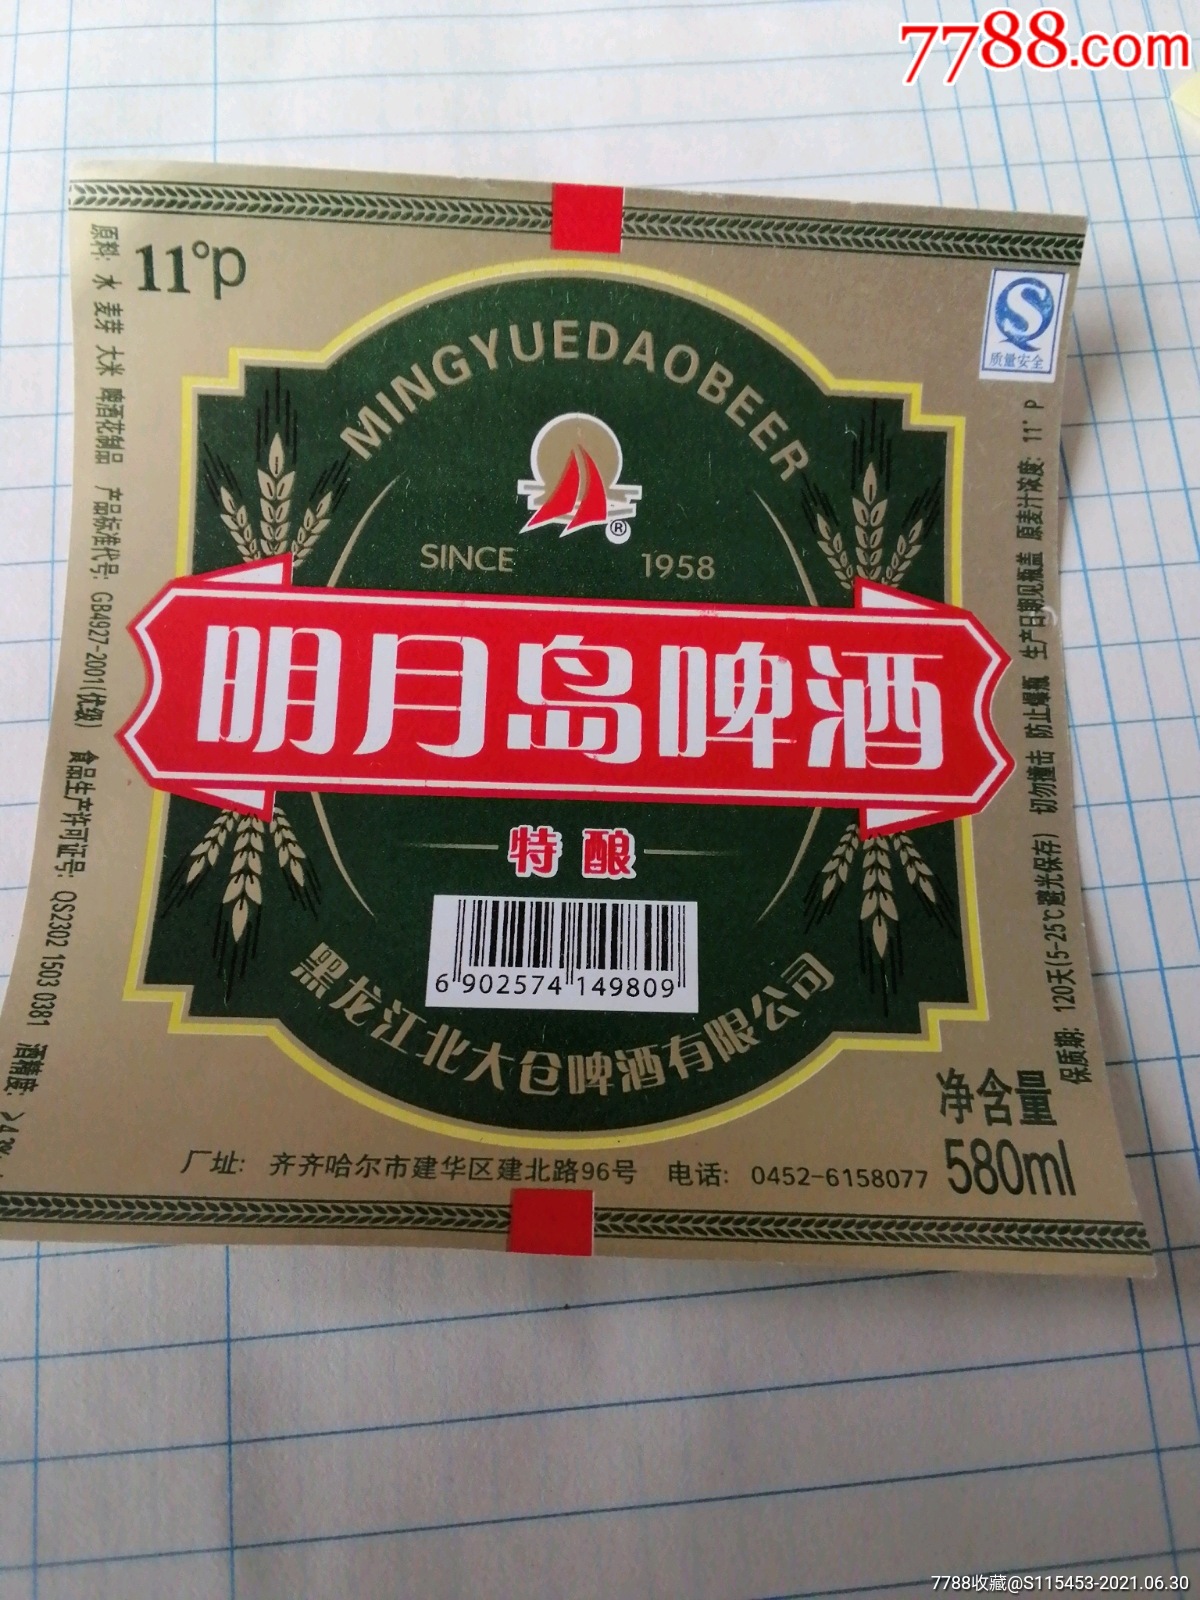 7788.com
11°P
质量安全
MINGYUEDAOBEER
®
SINCE 1958
明月岛啤酒
特酿
6 902574 149809
黑龙江北大仓啤酒有限公司
净含量
580ml
厂址: 齐齐哈尔市建华区建北路96号 电话: 0452-6158077
原料: 水 麦芽 大米 啤酒花制品 产品标准代号: GB4927-2001(优级) 食品生产许可证号: QS2302 1503 0381 酒精度:
保质期: 120天(5-25℃避光保存) 切勿撞击 防止爆瓶 生产日期见瓶盖 原麦汁浓度: 11°P
7788收藏@S115453-2021.06.30